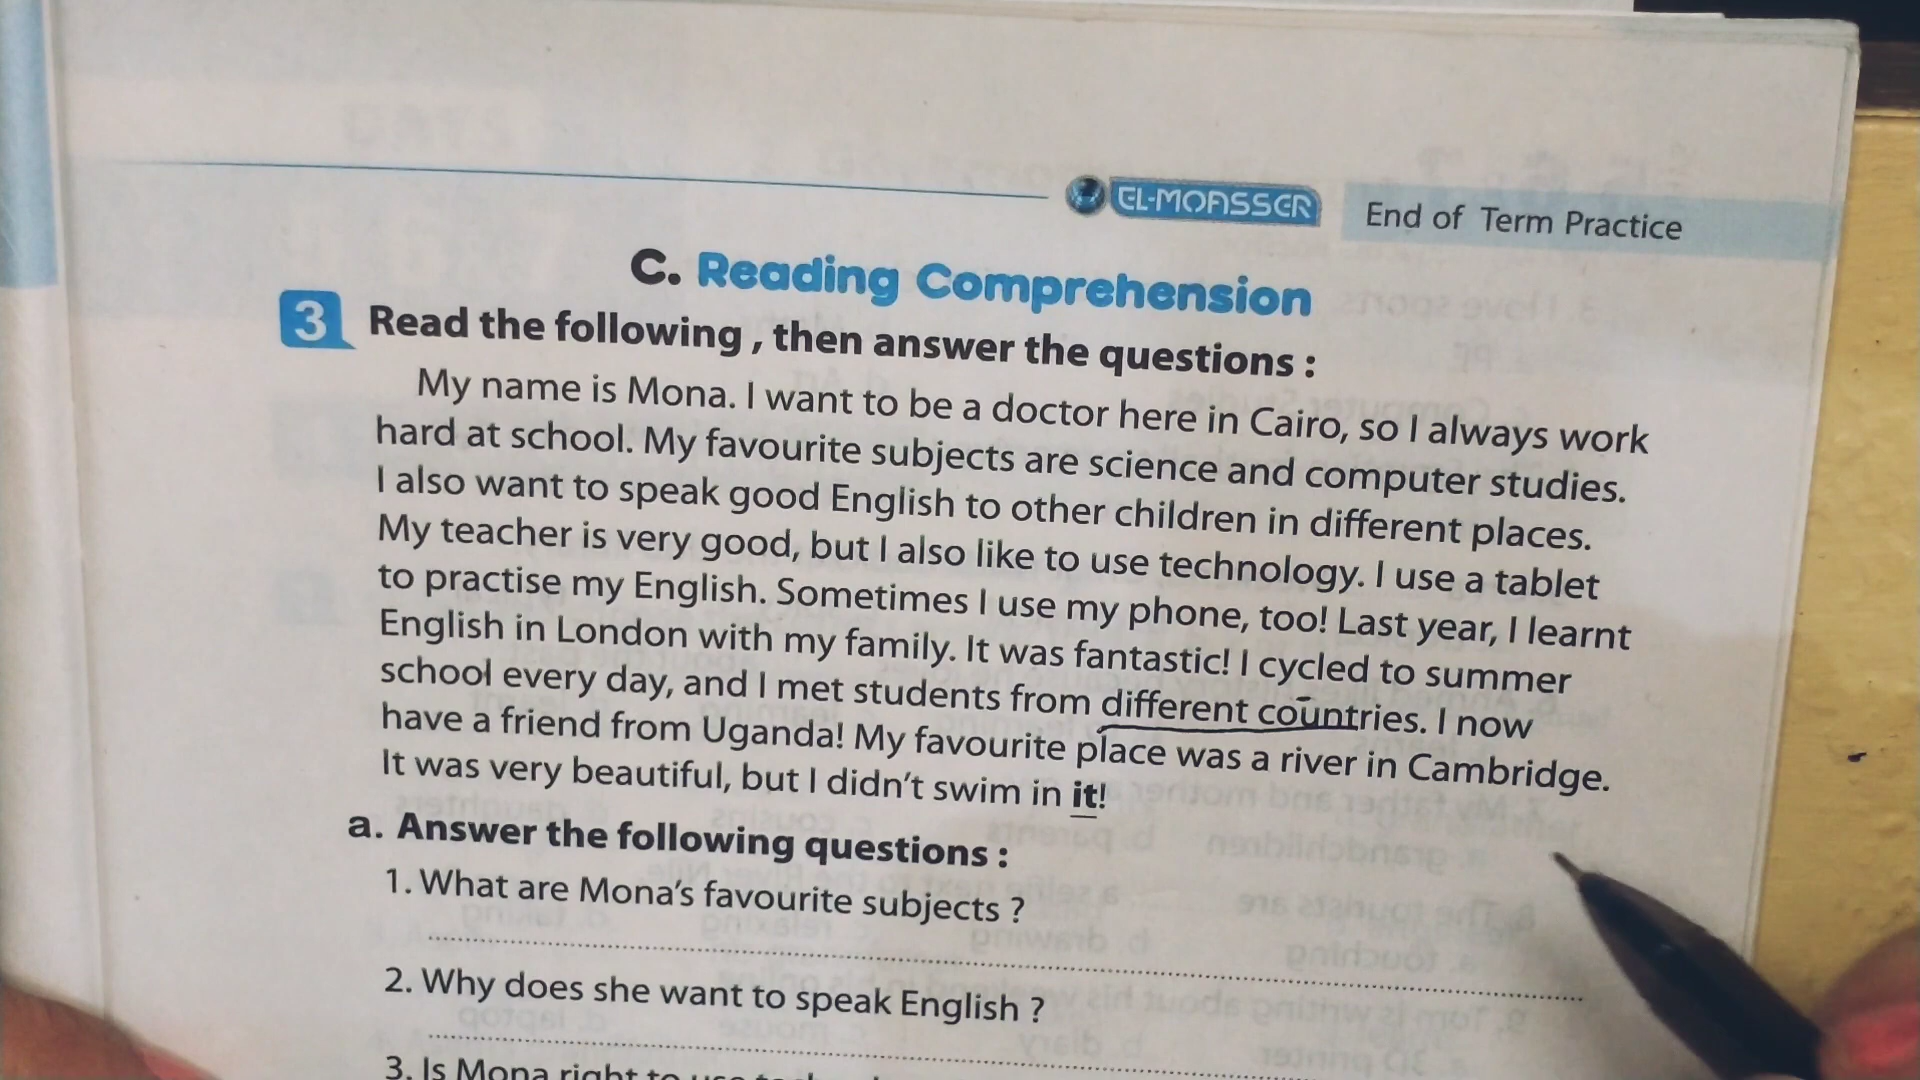 EL-MOASSER End of Term Practice
C. Reading Comprehension
3 Read the following , then answer the questions :
My name is Mona. I want to be a doctor here in Cairo, so I always work
hard at school. My favourite subjects are science and computer studies.
I also want to speak good English to other children in different places.
My teacher is very good, but I also like to use technology. I use a tablet
to practise my English. Sometimes I use my phone, too! Last year, I learnt
English in London with my family. It was fantastic! I cycled to summer
school every day, and I met students from different countries. I now
have a friend from Uganda! My favourite place was a river in Cambridge.
It was very beautiful, but I didn't swim in it!
a. Answer the following questions :
1. What are Mona's favourite subjects ?
2. Why does she want to speak English ?
3. Is Mona right to use